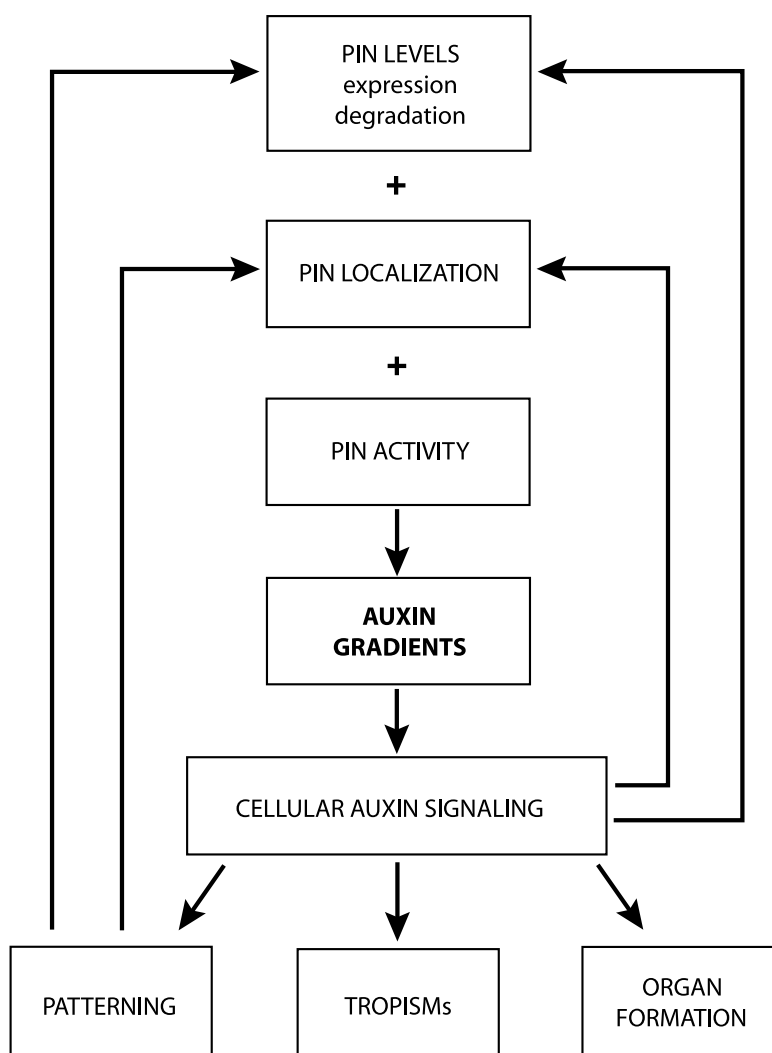 PIN LEVELS
expression
degradation
+
PIN LOCALIZATION
+
PIN ACTIVITY
AUXIN
GRADIENTS
CELLULAR AUXIN SIGNALING
PATTERNING
TROPISMs
ORGAN
FORMATION